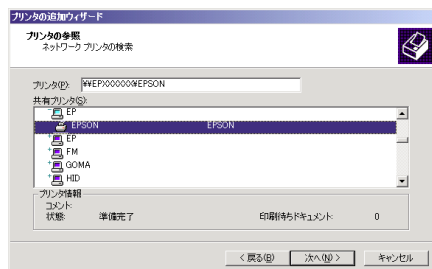 プリンタの追加ウィザード
プリンタの参照
ネットワーク プリンタの検索
プリンタ(P): ¥¥EPXXXXXX¥EPSON
共有プリンタ(S):
EP
EPSON EPSON
EP
FM
GOMA
HID
プリンタ情報
コメント:
状態: 準備完了 印刷待ちドキュメント: 0
< 戻る(B) 次へ(N) > キャンセル